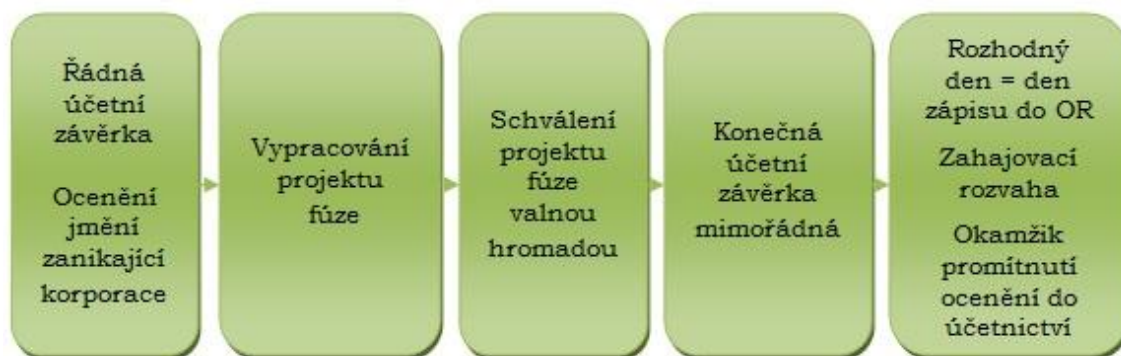 Řádná
účetní
závěrka
Ocenění
jmění
zanikající
korporace
Vypracování
projektu
fúze
Schválení
projektu
fúze
valnou
hromadou
Konečná
účetní
závěrka
mimořádná
Rozhodný
den = den
zápisu do OR
Zahajovací
rozvaha
Okamžik
promítnutí
ocenění do
účetnictví